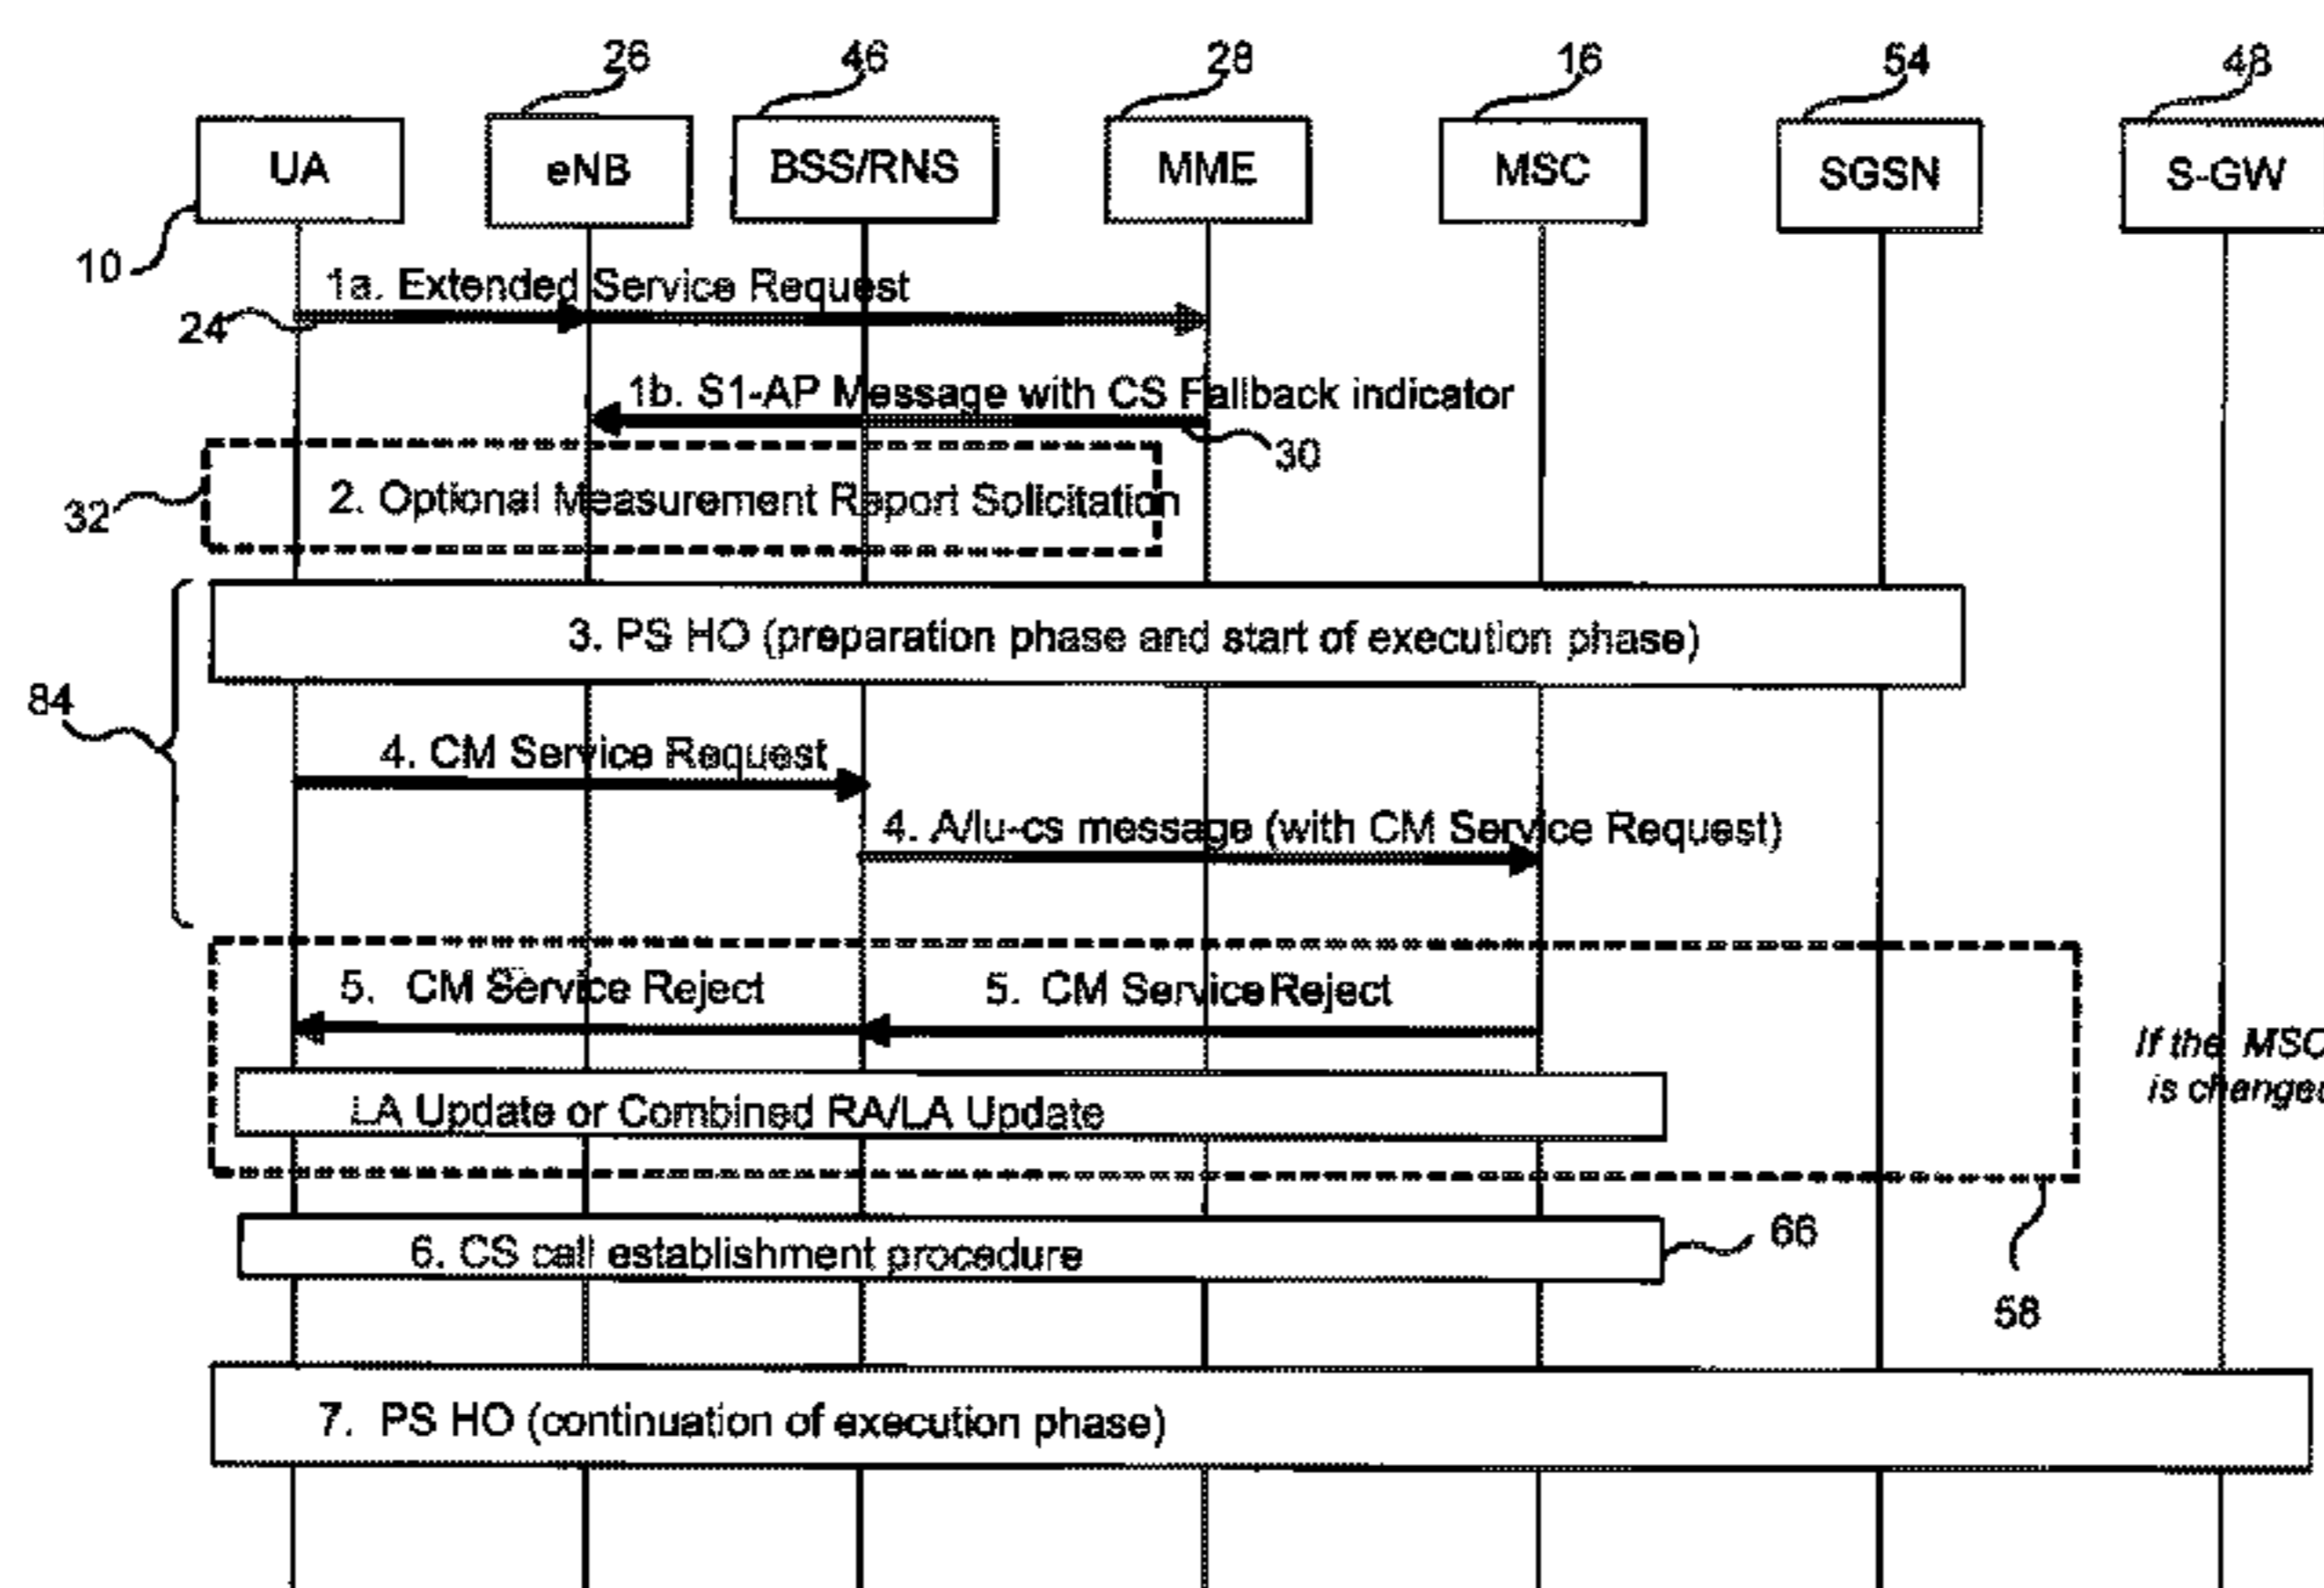 26 46 28 16 54 48
UA eNB BSS/RNS MME MSC SGSN S-GW
10
1a. Extended Service Request
24
1b. S1-AP Message with CS Fallback indicator
30
32
2. Optional Measurement Report Solicitation
3. PS HO (preparation phase and start of execution phase)
84
4. CM Service Request
4. A/Iu-cs message (with CM Service Request)
5. CM Service Reject 5. CM Service Reject
If the MSC
is changed
LA Update or Combined RA/LA Update
6. CS call establishment procedure
66
58
7. PS HO (continuation of execution phase)